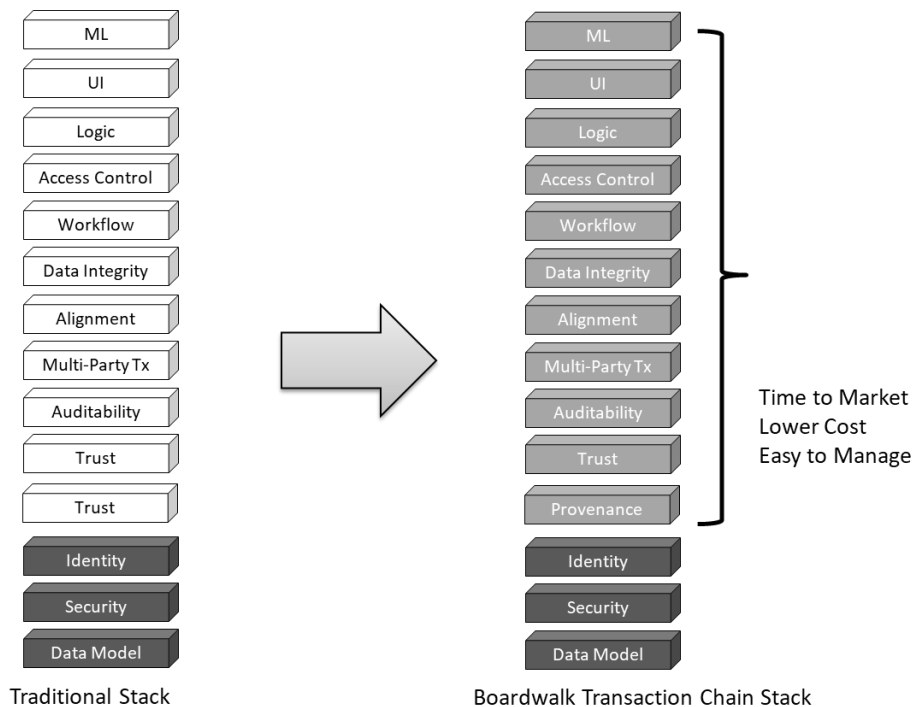 ML
UI
Logic
Access Control
Workflow
Data Integrity
Alignment
Multi-Party Tx
Auditability
Trust
Trust
Identity
Security
Data Model
Traditional Stack
ML
UI
Logic
Access Control
Workflow
Data Integrity
Alignment
Multi-Party Tx
Auditability
Trust
Provenance
Identity
Security
Data Model
Boardwalk Transaction Chain Stack
Time to Market
Lower Cost
Easy to Manage